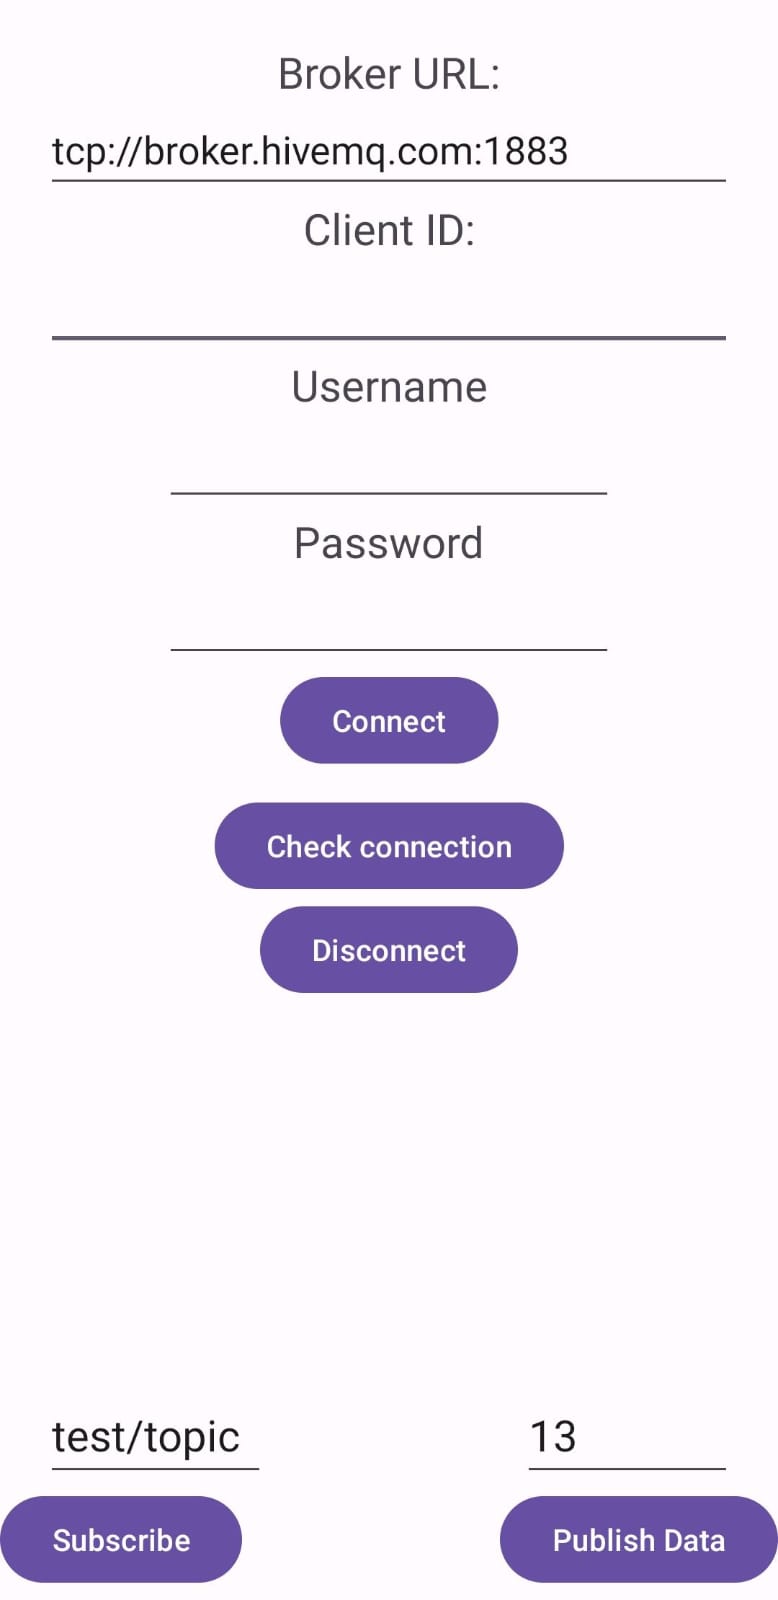 Broker URL:
tcp://broker.hivemq.com:1883
Client ID:
Username
Password
Connect
Check connection
Disconnect
test/topic
13
Subscribe
Publish Data